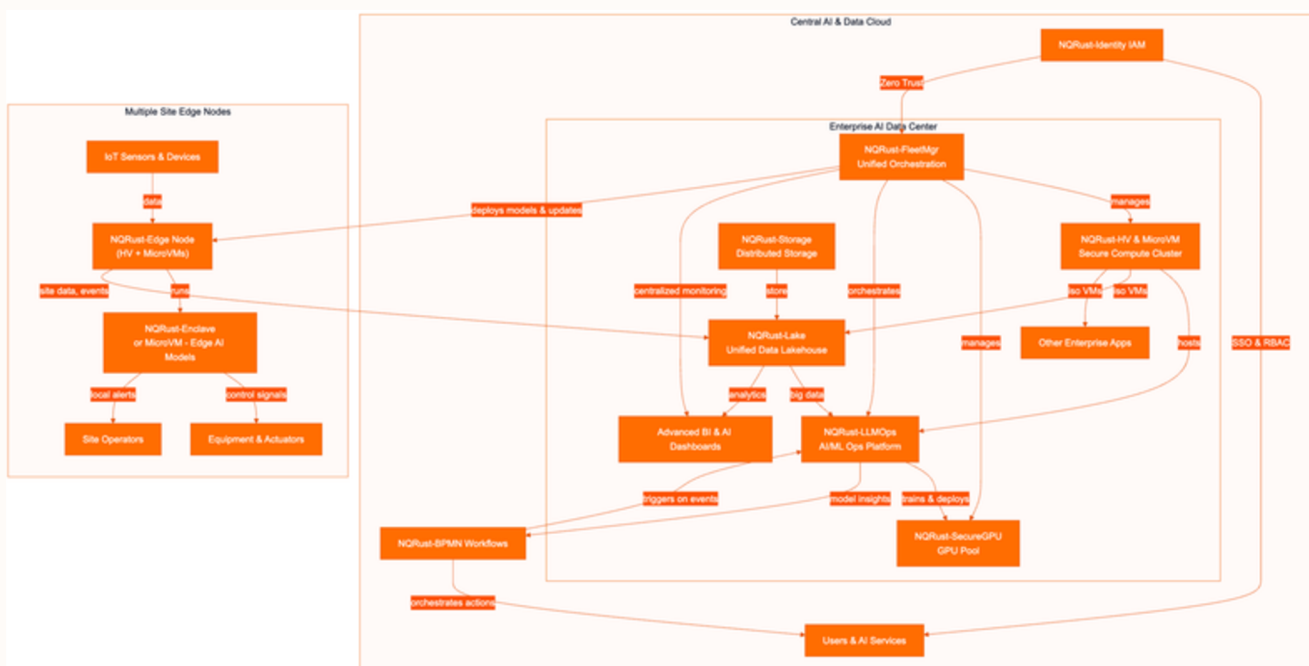 Central AI & Data Cloud
NQRust-Identity IAM
Zero Trust
Multiple Site Edge Nodes
Enterprise AI Data Center
IoT Sensors & Devices
NQRust-FleetMgr
Unified Orchestration
data
deploys models & updates
manages
NQRust-Edge Node
(HV + MicroVMs)
NQRust-Storage
Distributed Storage
NQRust-HV & MicroVM
Secure Compute Cluster
site data, events
runs
centralized monitoring
store
orchestrates
iso VMs
iso VMs
NQRust-Enclave
or MicroVM - Edge AI
Models
NQRust-Lake
Unified Data Lakehouse
manages
Other Enterprise Apps
hosts
SSO & RBAC
local alerts
control signals
analytics
big data
Site Operators
Equipment & Actuators
Advanced BI & AI
Dashboards
NQRust-LLMOps
AI/ML Ops Platform
triggers on events
model insights
trains & deploys
NQRust-BPMN Workflows
NQRust-SecureGPU
GPU Pool
orchestrates actions
Users & AI Services